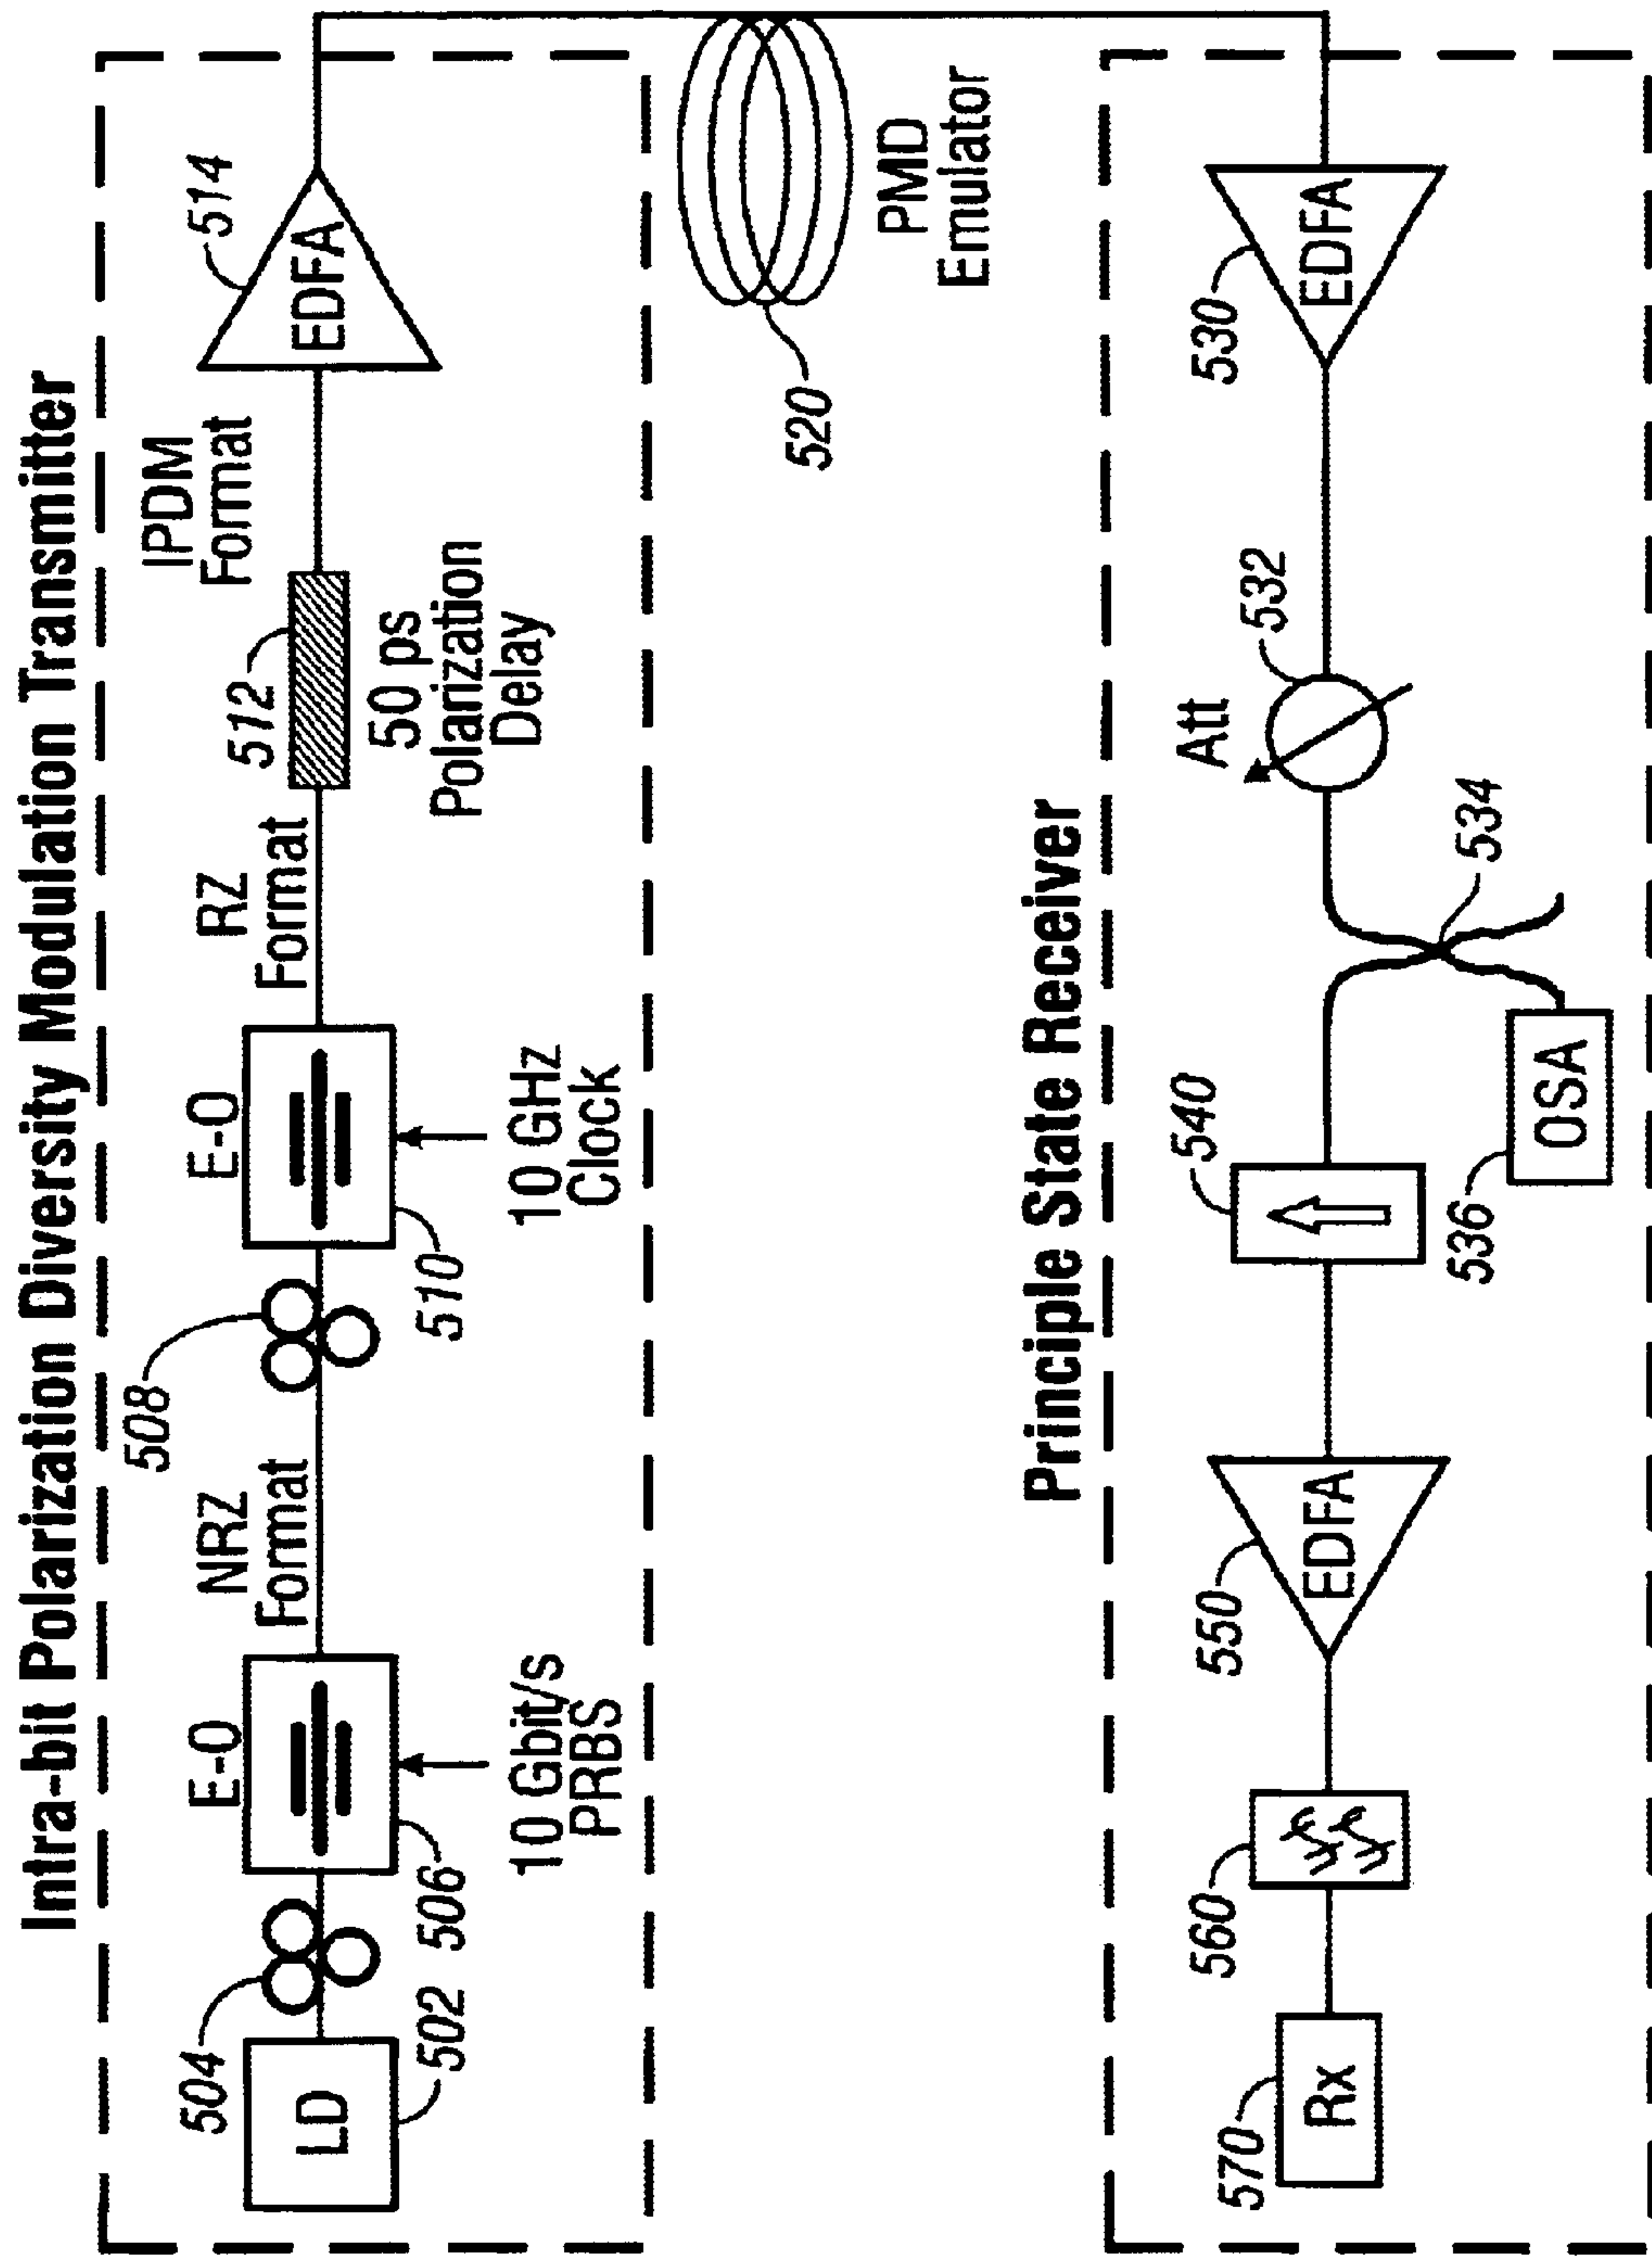 Intra-bit Polarization Diversity Modulation Transmitter
504
LD
502
E-O
506
10 Gbit/s
PRBS
NRZ
Format
508
E-O
510
10 GHz
Clock
RZ
Format
512
50 ps
Polarization
Delay
IPDM
Format
514
EDFA
520
PMD
Emulator
Principle State Receiver
570
Rx
560
550
EDFA
540
536
OSA
534
Att
532
530
EDFA